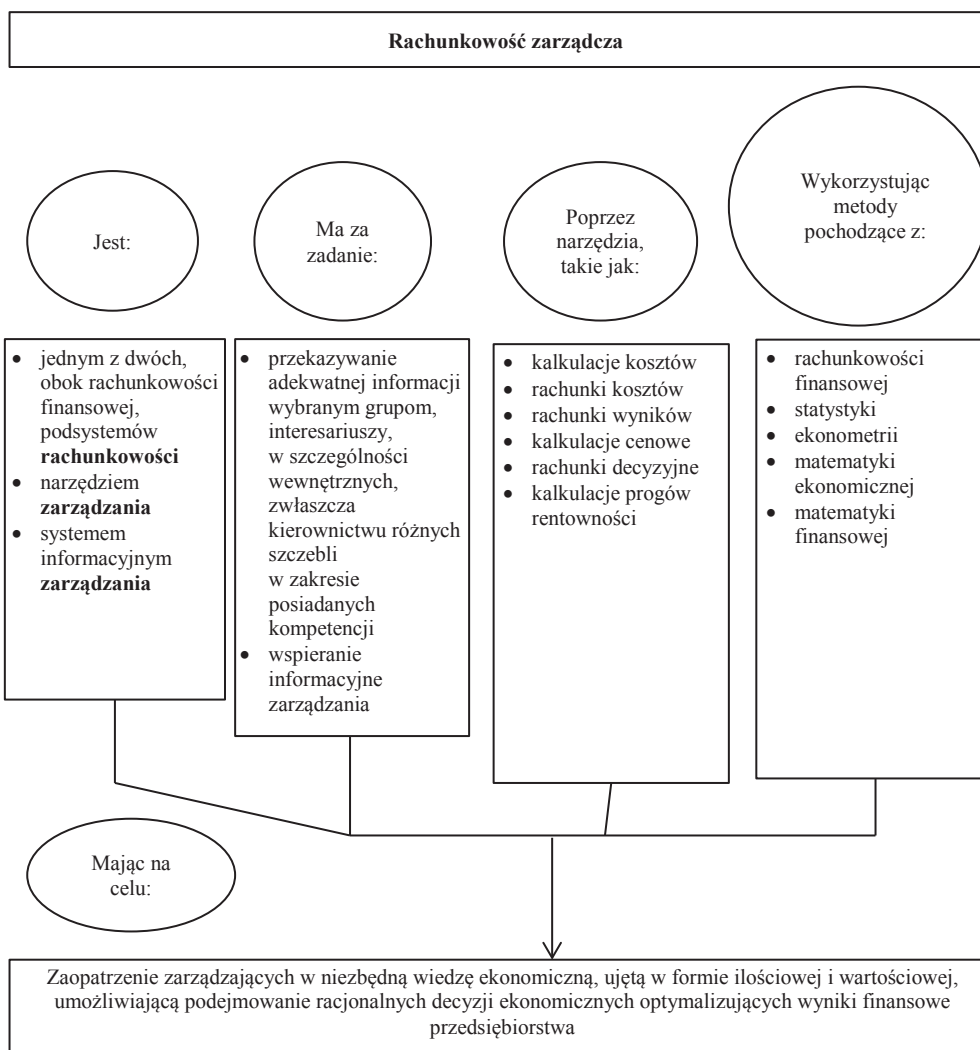 Rachunkowość zarządcza
Jest:
Ma za
zadanie:
Poprzez
narzędzia,
takie jak:
Wykorzystując
metody
pochodzące z:
• jednym z dwóch,
obok rachunkowości
finansowej,
podsystemów
rachunkowości
• narzędziem
zarządzania
• systemem
informacyjnym
zarządzania
• przekazywanie
adekwatnej informacji
wybranym grupom,
interesariuszy,
w szczególności
wewnętrznych,
zwłaszcza
kierownictwu różnych
szczebli
w zakresie
posiadanych
kompetencji
• wspieranie
informacyjne
zarządzania
• kalkulacje kosztów
• rachunki kosztów
• rachunki wyników
• kalkulacje cenowe
• rachunki decyzyjne
• kalkulacje progów
rentowności
• rachunkowości
finansowej
• statystyki
• ekonometrii
• matematyki
ekonomicznej
• matematyki
finansowej
Mając na
celu:
Zaopatrzenie zarządzających w niezbędną wiedzę ekonomiczną, ujętą w formie ilościowej i wartościowej,
umożliwiającą podejmowanie racjonalnych decyzji ekonomicznych optymalizujących wyniki finansowe
przedsiębiorstwa